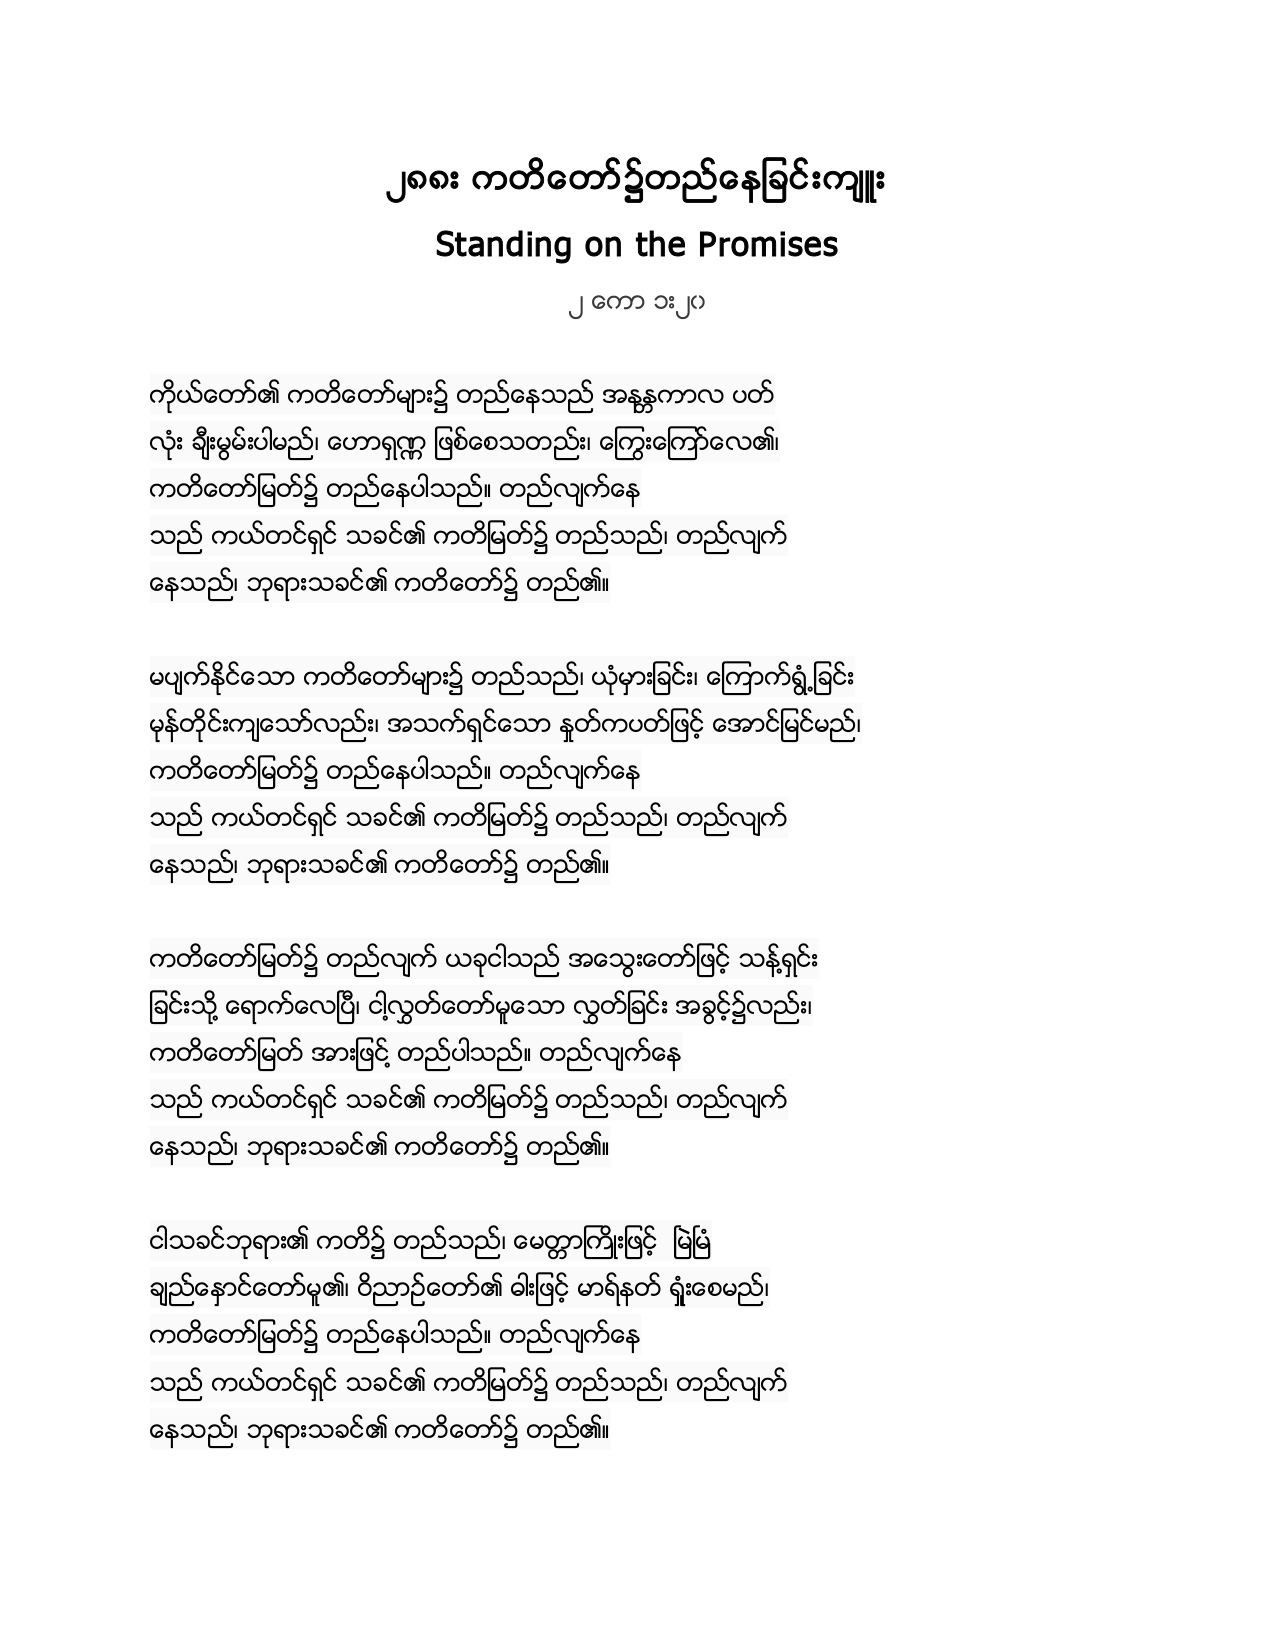 ၂၈၈း ကတိတော်၌တည်နေခြင်းကျူး
Standing on the Promises
၂ ကော ၁း၂၀
ကိုယ်တော်၏ ကတိတော်များ၌ တည်နေသည် အနန္တကာလ ပတ်
လုံး ချီးမွမ်းပါမည်၊ ဟောရှဏ္ဏ ဖြစ်စေသတည်း၊ ကြွေးကြော်လေ၏၊
ကတိတော်မြတ်၌ တည်နေပါသည်။ တည်လျက်နေ
သည် ကယ်တင်ရှင် သခင်၏ ကတိမြတ်၌ တည်သည်၊ တည်လျက်
နေသည်၊ ဘုရားသခင်၏ ကတိတော်၌ တည်၏။
မပျက်နိုင်သော ကတိတော်များ၌ တည်သည်၊ ယုံမှားခြင်း၊ ကြောက်ရွံ့ခြင်း
မုန်တိုင်းကျသော်လည်း၊ အသက်ရှင်သော နှုတ်ကပတ်ဖြင့် အောင်မြင်မည်၊
ကတိတော်မြတ်၌ တည်နေပါသည်။ တည်လျက်နေ
သည် ကယ်တင်ရှင် သခင်၏ ကတိမြတ်၌ တည်သည်၊ တည်လျက်
နေသည်၊ ဘုရားသခင်၏ ကတိတော်၌ တည်၏။
ကတိတော်မြတ်၌ တည်လျက် ယခုငါသည် အသွေးတော်ဖြင့် သန့်ရှင်း
ခြင်းသို့ ရောက်လေပြီ၊ ငါ့လွှတ်တော်မူသော လွှတ်ခြင်း အခွင့်၌လည်း၊
ကတိတော်မြတ် အားဖြင့် တည်ပါသည်။ တည်လျက်နေ
သည် ကယ်တင်ရှင် သခင်၏ ကတိမြတ်၌ တည်သည်၊ တည်လျက်
နေသည်၊ ဘုရားသခင်၏ ကတိတော်၌ တည်၏။
ငါသခင်ဘုရား၏ ကတိ၌ တည်သည်၊ မေတ္တာကြိုးဖြင့် မြဲမြံ
ချည်နှောင်တော်မူ၏၊ ဝိညာဉ်တော်၏ ဓါးဖြင့် မာရ်နတ် ရှုံးစေမည်၊
ကတိတော်မြတ်၌ တည်နေပါသည်။ တည်လျက်နေ
သည် ကယ်တင်ရှင် သခင်၏ ကတိမြတ်၌ တည်သည်၊ တည်လျက်
နေသည်၊ ဘုရားသခင်၏ ကတိတော်၌ တည်၏။